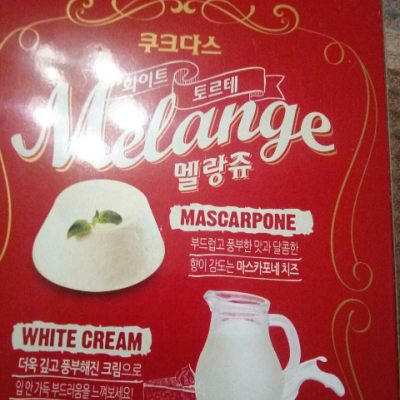 쿠크다스
화이트 토르테
Melange
멜랑쥬
MASCARPONE
부드럽고 풍부한 맛과 달콤한
향이 감도는 마스카포네 치즈
WHITE CREAM
더욱 깊고 풍부해진 크림으로
입 안 가득 부드러움을 느껴보세요!